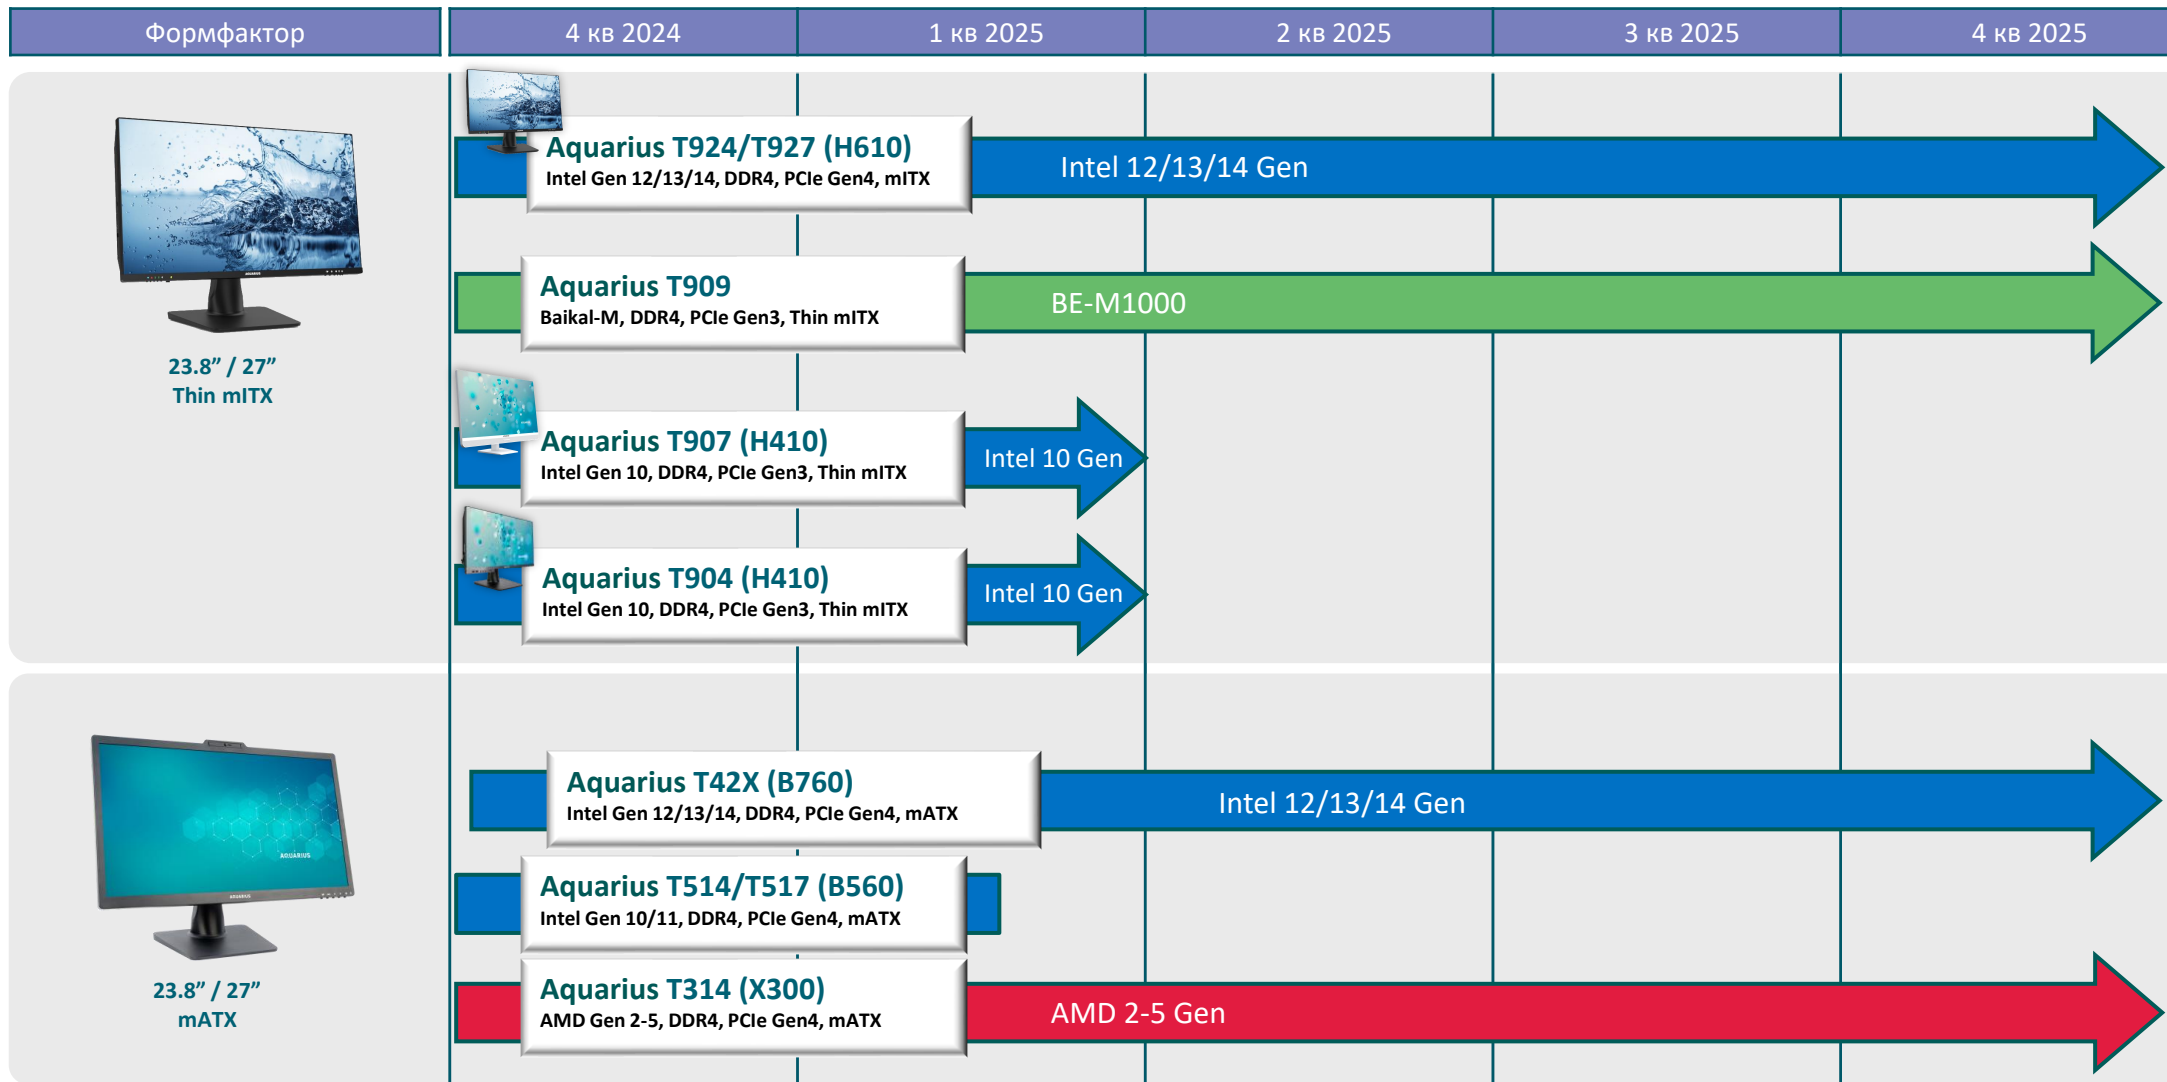 Формфактор
4 кв 2024
1 кв 2025
2 кв 2025
3 кв 2025
4 кв 2025
23.8” / 27”
Thin mITX
Aquarius T924/T927 (H610)
Intel Gen 12/13/14, DDR4, PCIe Gen4, mITX
Intel 12/13/14 Gen
Aquarius T909
Baikal-M, DDR4, PCIe Gen3, Thin mITX
BE-M1000
Aquarius T907 (H410)
Intel Gen 10, DDR4, PCIe Gen3, Thin mITX
Intel 10 Gen
Aquarius T904 (H410)
Intel Gen 10, DDR4, PCIe Gen3, Thin mITX
Intel 10 Gen
AQUARIUS
AQUARIUS
23.8” / 27”
mATX
Aquarius T42X (B760)
Intel Gen 12/13/14, DDR4, PCIe Gen4, mATX
Intel 12/13/14 Gen
Aquarius T514/T517 (B560)
Intel Gen 10/11, DDR4, PCIe Gen4, mATX
Aquarius T314 (X300)
AMD Gen 2-5, DDR4, PCIe Gen4, mATX
AMD 2-5 Gen